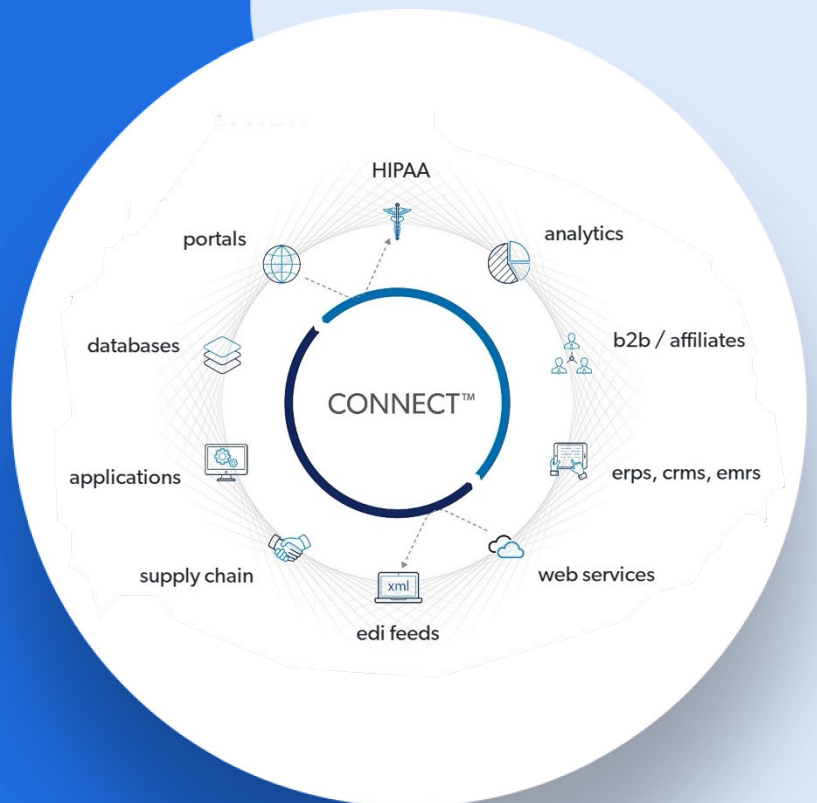 HIPAA
portals
analytics
databases
b2b / affiliates
CONNECT™
applications
erps, crms, emrs
supply chain
xml
web services
edi feeds